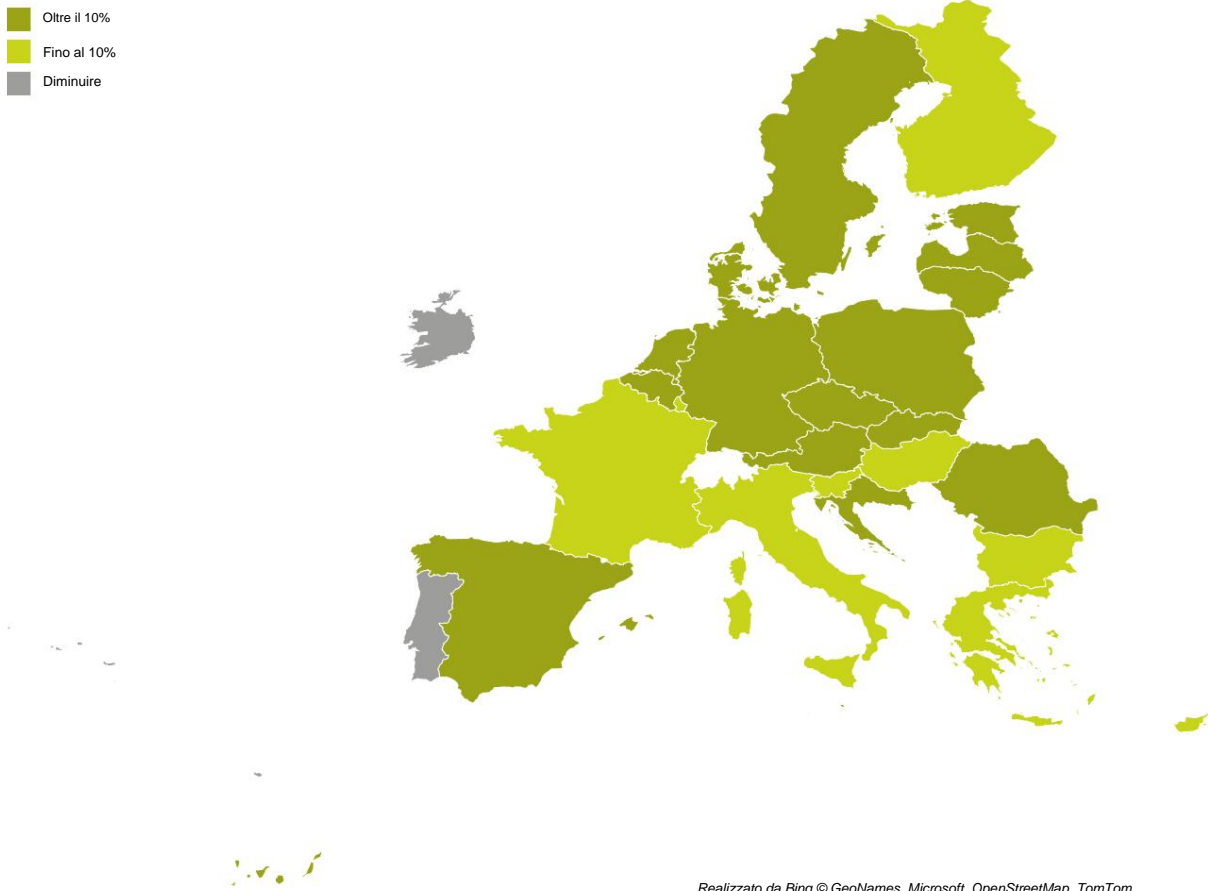 Oltre il 10%
Fino al 10%
Diminuire
Realizzato da Bing © GeoNames, Microsoft, OpenStreetMap, TomTom